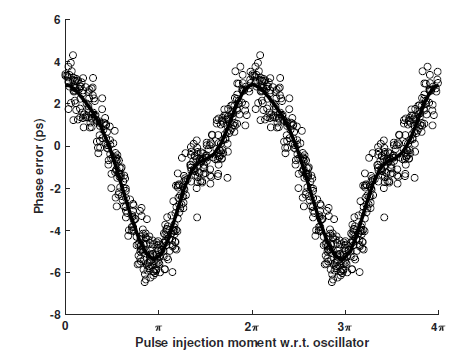 6
4
2
0
-2
-4
-6
-8
Phase error (ps)
0
π
2π
3π
4π
Pulse injection moment w.r.t. oscillator